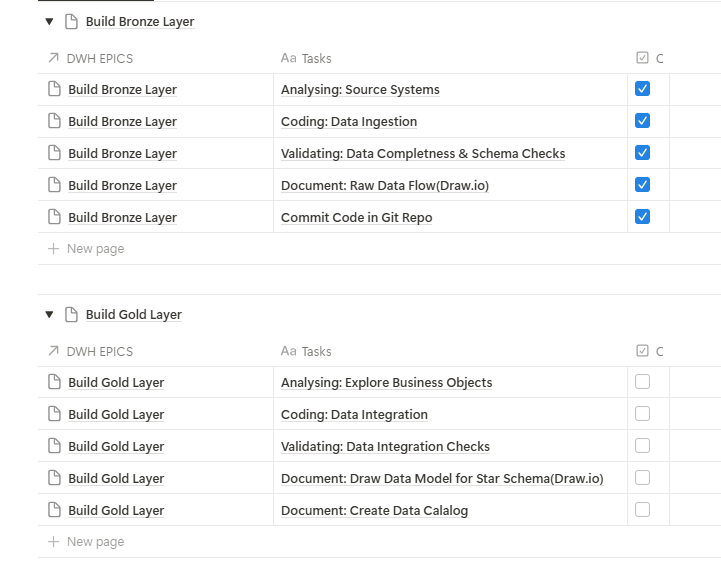 Build Bronze Layer
DWH EPICS Aa Tasks C
Build Bronze Layer Analysing: Source Systems
Build Bronze Layer Coding: Data Ingestion
Build Bronze Layer Validating: Data Completness & Schema Checks
Build Bronze Layer Document: Raw Data Flow(Draw.io)
Build Bronze Layer Commit Code in Git Repo
New page
Build Gold Layer
DWH EPICS Aa Tasks C
Build Gold Layer Analysing: Explore Business Objects
Build Gold Layer Coding: Data Integration
Build Gold Layer Validating: Data Integration Checks
Build Gold Layer Document: Draw Data Model for Star Schema(Draw.io)
Build Gold Layer Document: Create Data Calalog
New page